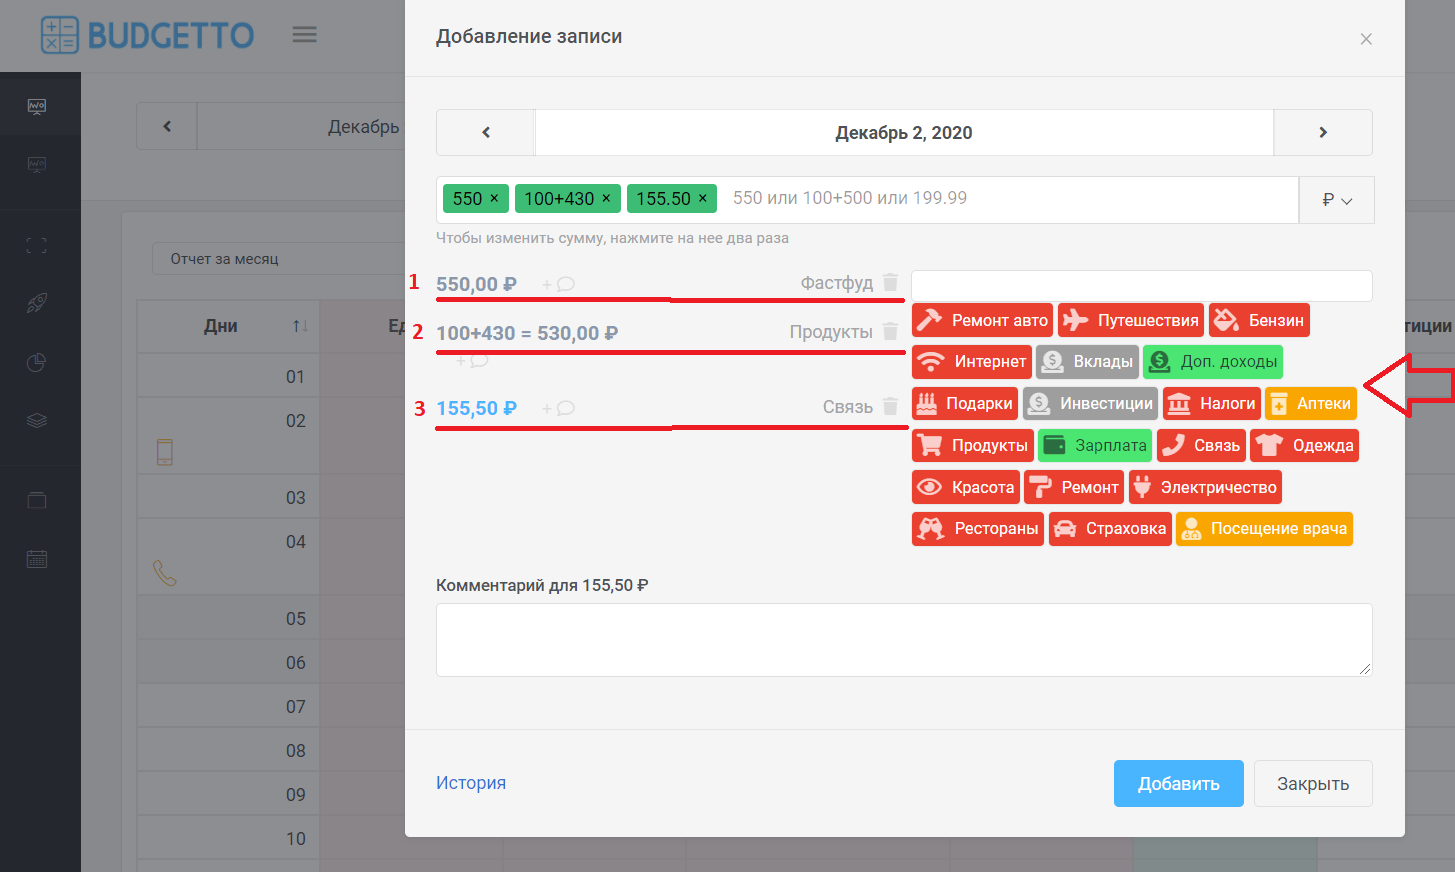 BUDGETTO
Добавление записи
×
Декабрь
Декабрь 2, 2020
550 × 100+430 × 155.50 × 550 или 100+500 или 199.99 ₽
Чтобы изменить сумму, нажмите на нее два раза
Отчет за месяц
1 550,00 ₽ + Фастфуд
2 100+430 = 530,00 ₽ Продукты
+
3 155,50 ₽ + Связь
Ремонт авто Путешествия Бензин
Интернет Вклады Доп. доходы
Подарки Инвестиции Налоги Аптеки
Продукты Зарплата Связь Одежда
Красота Ремонт Электричество
Рестораны Страховка Посещение врача
Дни ↑↓ Ед
тиции
01
02
03
04
05
06
07
08
09
10
Комментарий для 155,50 ₽
История
Добавить Закрыть